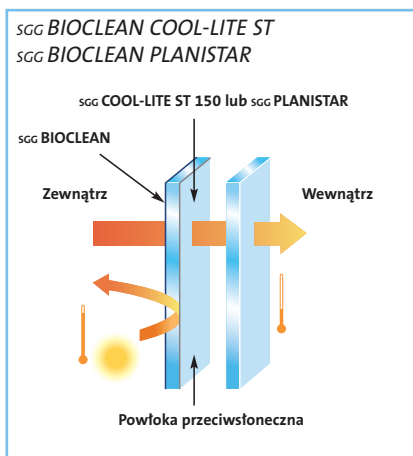 SGG BIOCLEAN COOL-LITE ST
SGG BIOCLEAN PLANISTAR
SGG COOL-LITE ST 150 lub SGG PLANISTAR
SGG BIOCLEAN
Zewnątrz
Wewnątrz
Powłoka przeciwsłoneczna